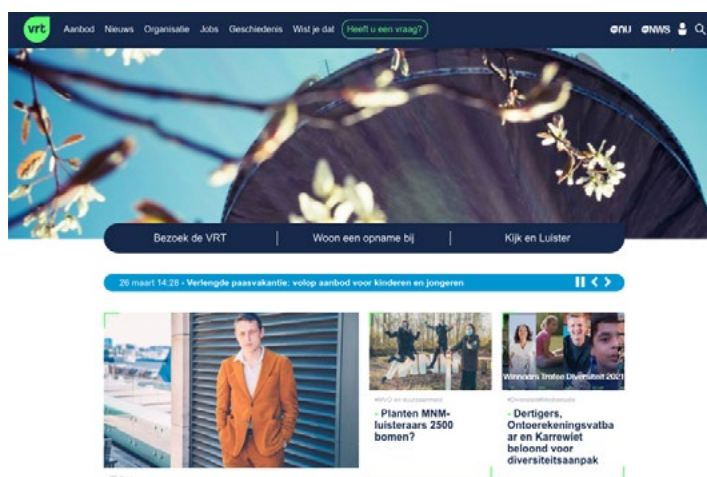 vrt Aanbod Nieuws Organisatie Jobs Geschiedenis Wist je dat Heeft u een vraag? nu nws
Bezoek de VRT Woon een opname bij Kijk en Luister
26 maart 14:28 - Verlengde paasvakantie: volop aanbod voor kinderen en jongeren
MNM
Winnaars Trofee Diversiteit 2021
#MVO en duurzaamheid
- Planten MNM-
luisteraars 2500
bomen?
- Dertigers,
Ontoerekeningsvatba
ar en Karrewiet
beloond voor
diversiteitsaanpak